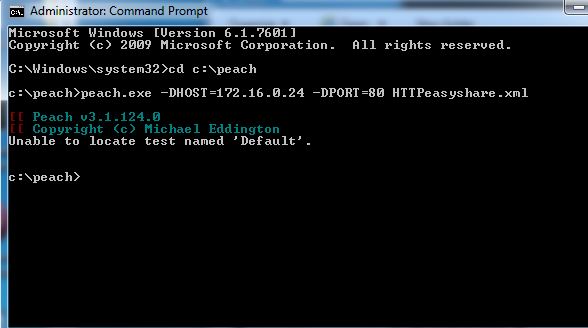 Administrator: Command Prompt
Microsoft Windows [Version 6.1.7601]
Copyright (c) 2009 Microsoft Corporation.  All rights reserved.
C:\Windows\system32>cd c:\peach
c:\peach>peach.exe -DHOST=172.16.0.24 -DPORT=80 HTTPeasyshare.xml
[[ Peach v3.1.124.0
[[ Copyright (c) Michael Eddington
Unable to locate test named 'Default'.
c:\peach>